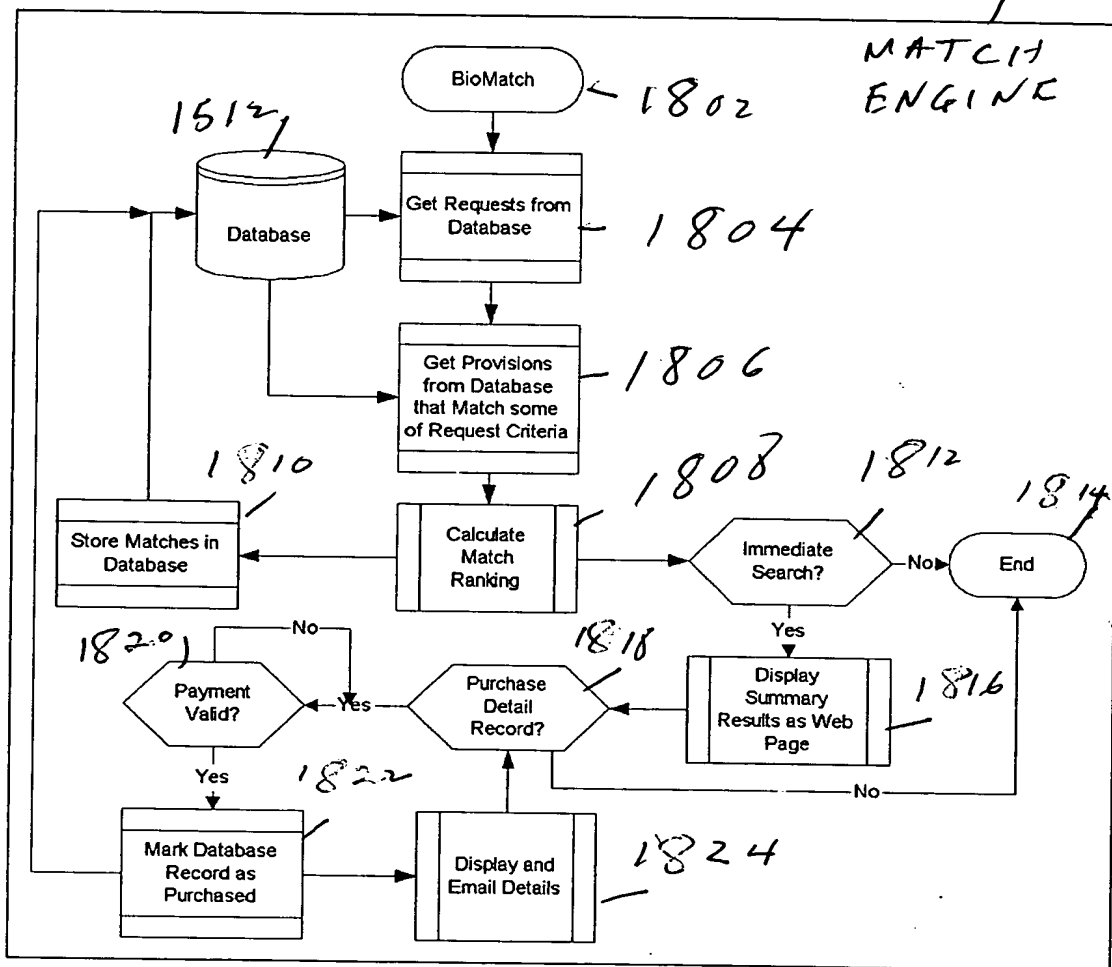 MATCH
ENGINE
BioMatch
1802
1512
Database
Get Requests from
Database
1804
Get Provisions
from Database
that Match some
of Request Criteria
1806
1810
Store Matches in
Database
1808
Calculate
Match
Ranking
1812
Immediate
Search?
No
1814
End
Yes
1816
Display
Summary
Results as Web
Page
1818
Purchase
Detail
Record?
Yes
No
1820
Payment
Valid?
No
Yes
1822
Mark Database
Record as
Purchased
1824
Display and
Email Details